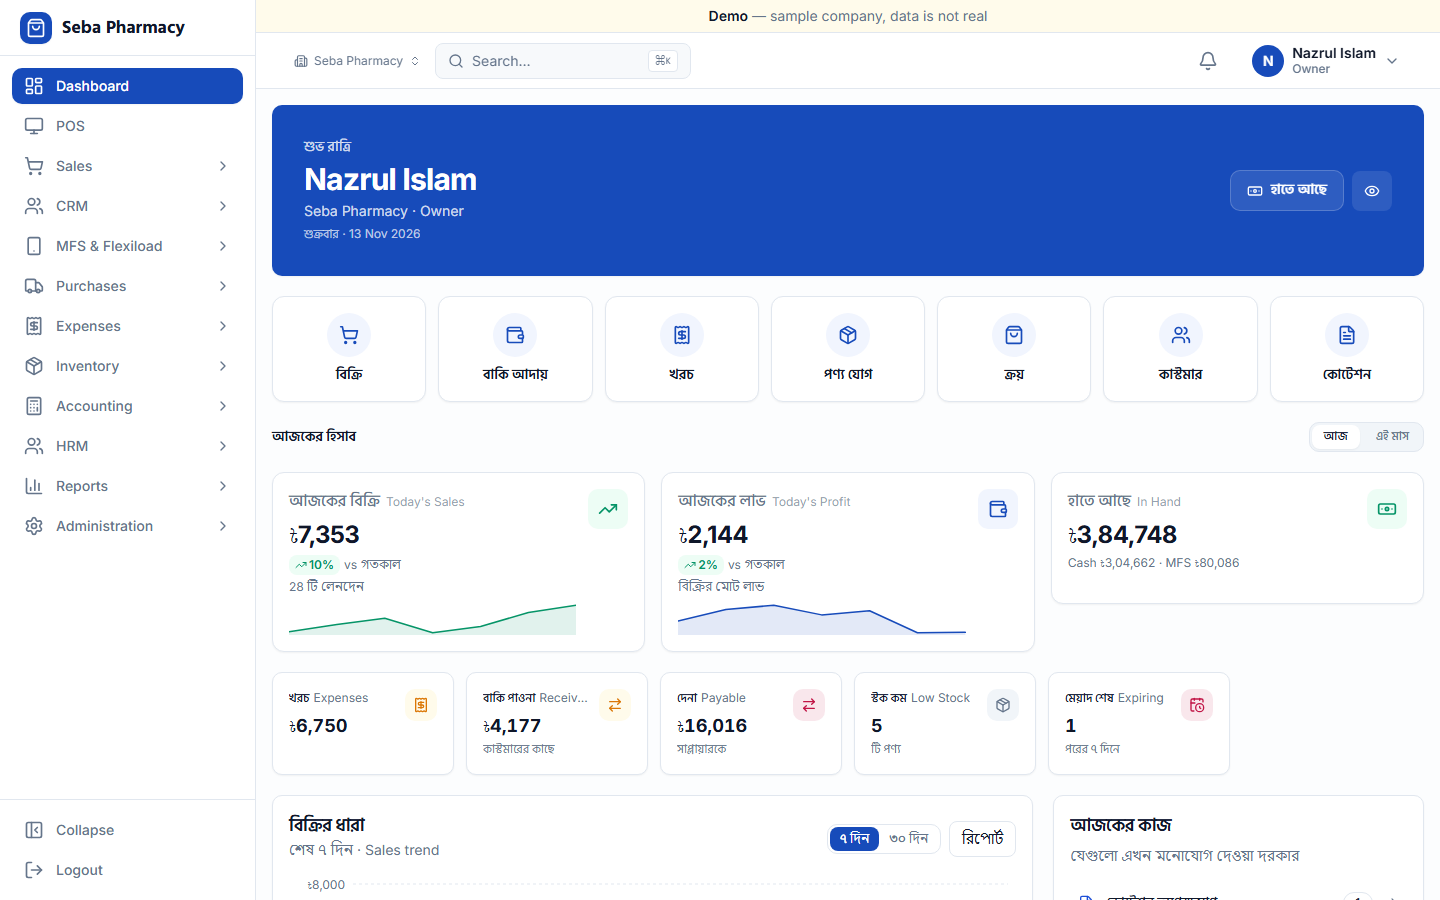 Seba Pharmacy
Demo — sample company, data is not real
Seba Pharmacy
Search...
⌘K
N
Nazrul Islam
Owner
Dashboard
POS
Sales
CRM
MFS & Flexiload
Purchases
Expenses
Inventory
Accounting
HRM
Reports
Administration
Collapse
Logout
শুভ রাত্রি
Nazrul Islam
Seba Pharmacy · Owner
শুক্রবার · 13 Nov 2026
হাতে আছে
বিক্রি
বাকি আদায়
খরচ
পণ্য যোগ
ক্রয়
কাস্টমার
কোটেশন
আজকের হিসাব
আজ
এই মাস
আজকের বিক্রি Today's Sales
৳7,353
10% vs গতকাল
28 টি লেনদেন
আজকের লাভ Today's Profit
৳2,144
2% vs গতকাল
বিক্রির মোট লাভ
হাতে আছে In Hand
৳3,84,748
Cash ৳3,04,662 · MFS ৳80,086
খরচ Expenses
৳6,750
বাকি পাওনা Receiv...
৳4,177
কাস্টমারের কাছে
দেনা Payable
৳16,016
সাপ্লায়ারকে
স্টক কম Low Stock
5
টি পণ্য
মেয়াদ শেষ Expiring
1
পরের ৭ দিনে
বিক্রির ধারা
শেষ ৭ দিন · Sales trend
৭ দিন
৩০ দিন
রিপোর্ট
৳8,000
আজকের কাজ
যেগুলো এখন মনোযোগ দেওয়া দরকার